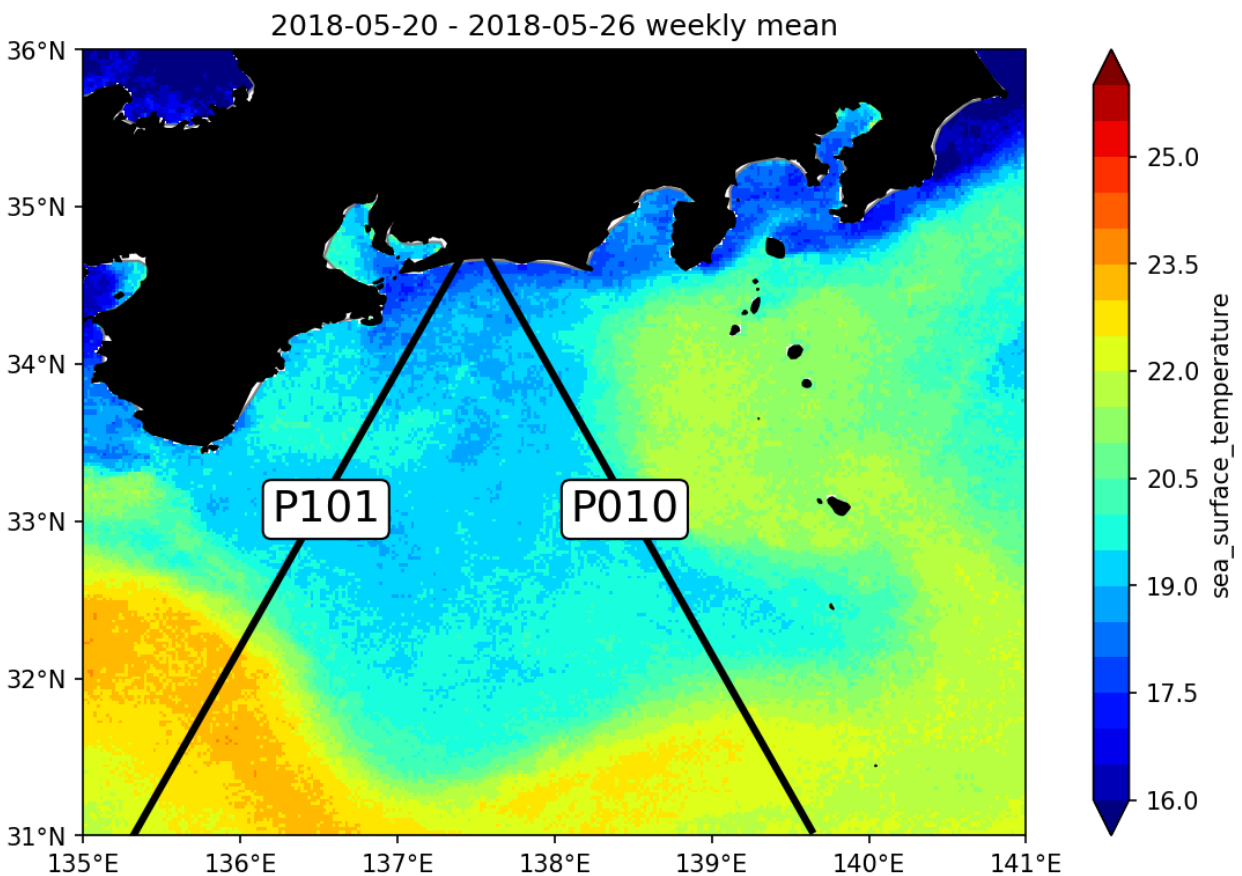 2018-05-20 - 2018-05-26 weekly mean
36°N
35°N
34°N
33°N
32°N
31°N
135°E
136°E
137°E
138°E
139°E
140°E
141°E
P101
P010
25.0
23.5
22.0
20.5
19.0
17.5
16.0
sea_surface_temperature